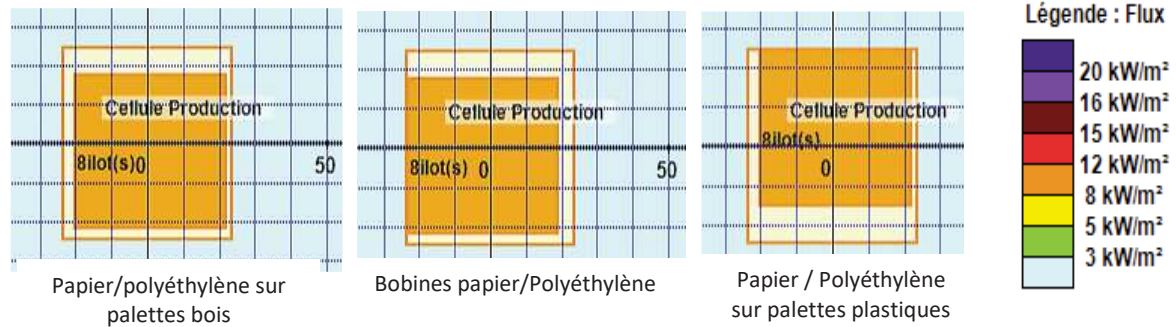 Cellule Production
8ilot(s)0
50
Papier/polyéthylène sur
palettes bois
Cellule Production
8ilot(s) 0
50
Bobines papier/Polyéthylène
Cellule Production
8ilot(s)
0
50
Papier / Polyéthylène
sur palettes plastiques
Légende : Flux
20 kW/m²
16 kW/m²
15 kW/m²
12 kW/m²
8 kW/m²
5 kW/m²
3 kW/m²